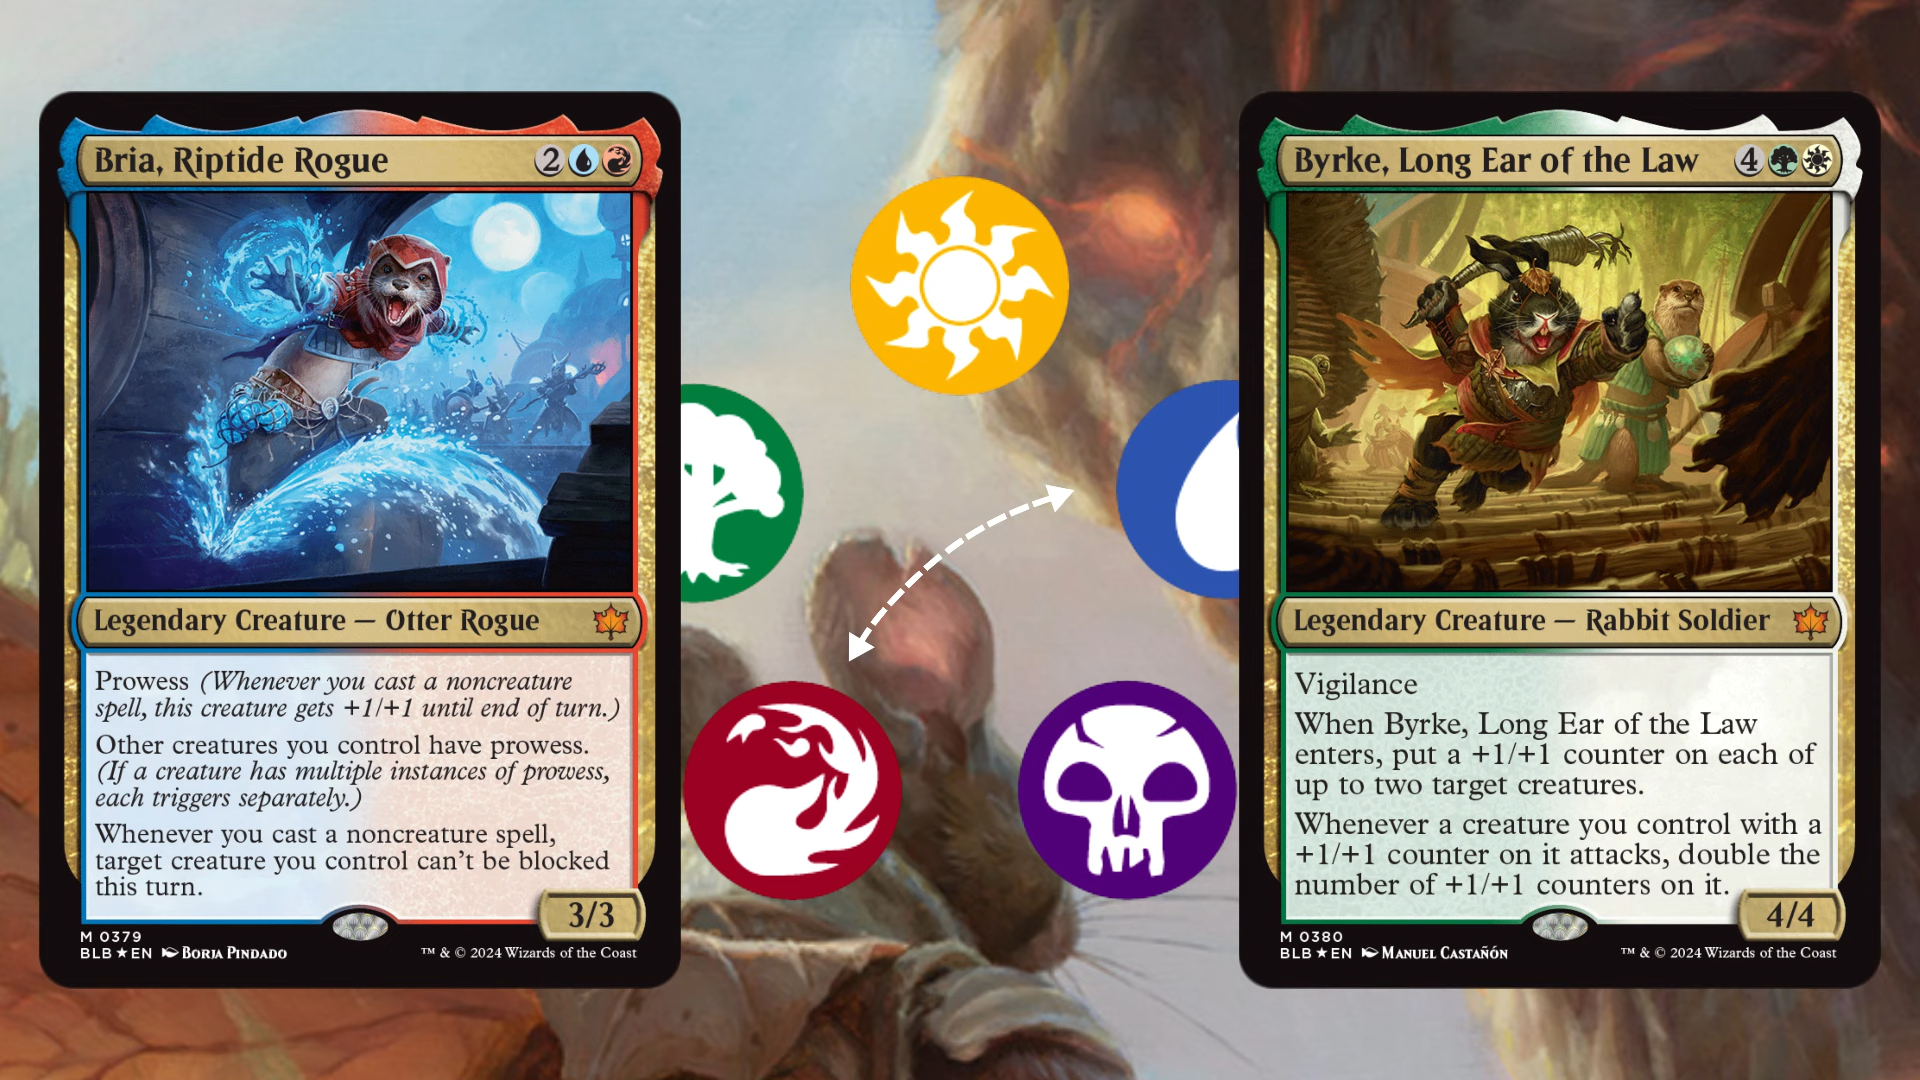 Bria, Riptide Rogue
2
Legendary Creature — Otter Rogue
Prowess (Whenever you cast a noncreature
spell, this creature gets +1/+1 until end of turn.)
Other creatures you control have prowess.
(If a creature has multiple instances of prowess,
each triggers separately.)
Whenever you cast a noncreature spell,
target creature you control can't be blocked
this turn.
3/3
M 0379
BLB★EN Borja Pindado
™ & © 2024 Wizards of the Coast
Byrke, Long Ear of the Law
4
Legendary Creature — Rabbit Soldier
Vigilance
When Byrke, Long Ear of the Law
enters, put a +1/+1 counter on each of
up to two target creatures.
Whenever a creature you control with a
+1/+1 counter on it attacks, double the
number of +1/+1 counters on it.
4/4
M 0380
BLB★EN Manuel Castañón
™ & © 2024 Wizards of the Coast